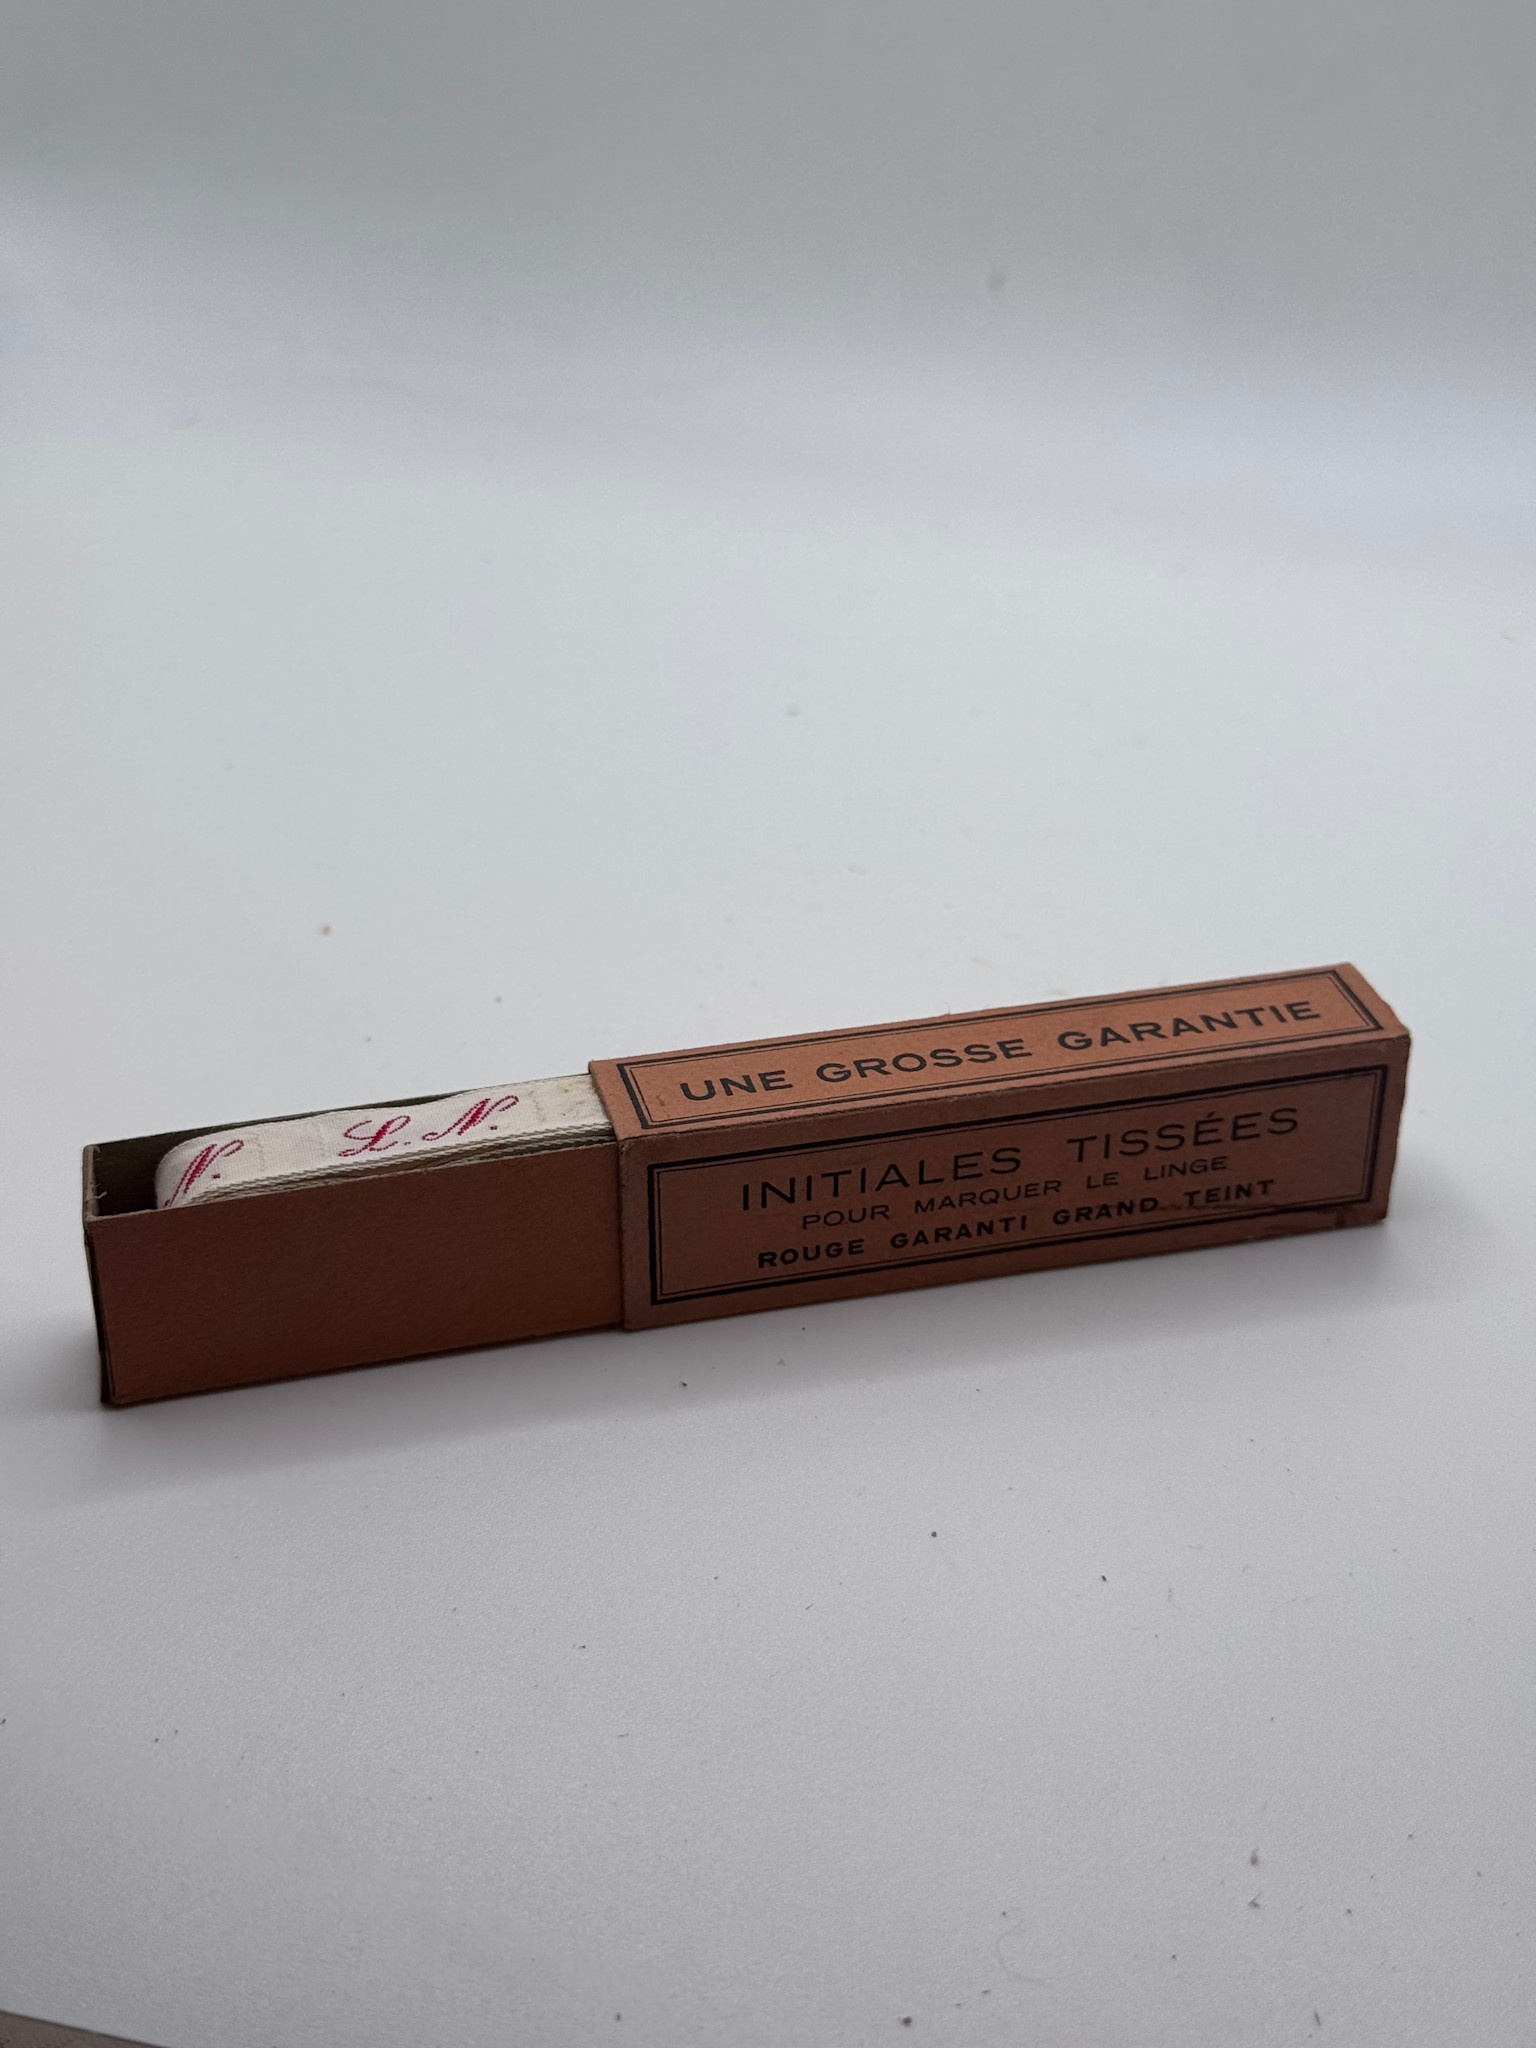 UNE GROSSE GARANTIE
INITIALES TISSÉES
POUR MARQUER LE LINGE
ROUGE GARANTI GRAND TEINT
N. L. N.